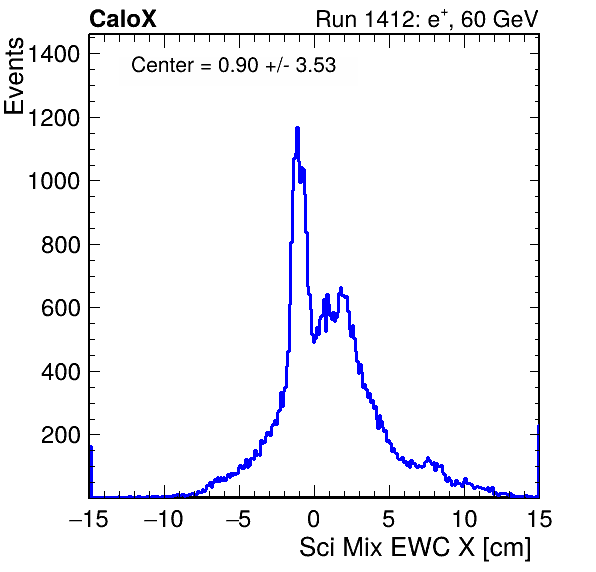 CaloX Run 1412: e⁺, 60 GeV
Center = 0.90 +/- 3.53
Events
1400
1200
1000
800
600
400
200
−15 −10 −5 0 5 10 15
Sci Mix EWC X [cm]